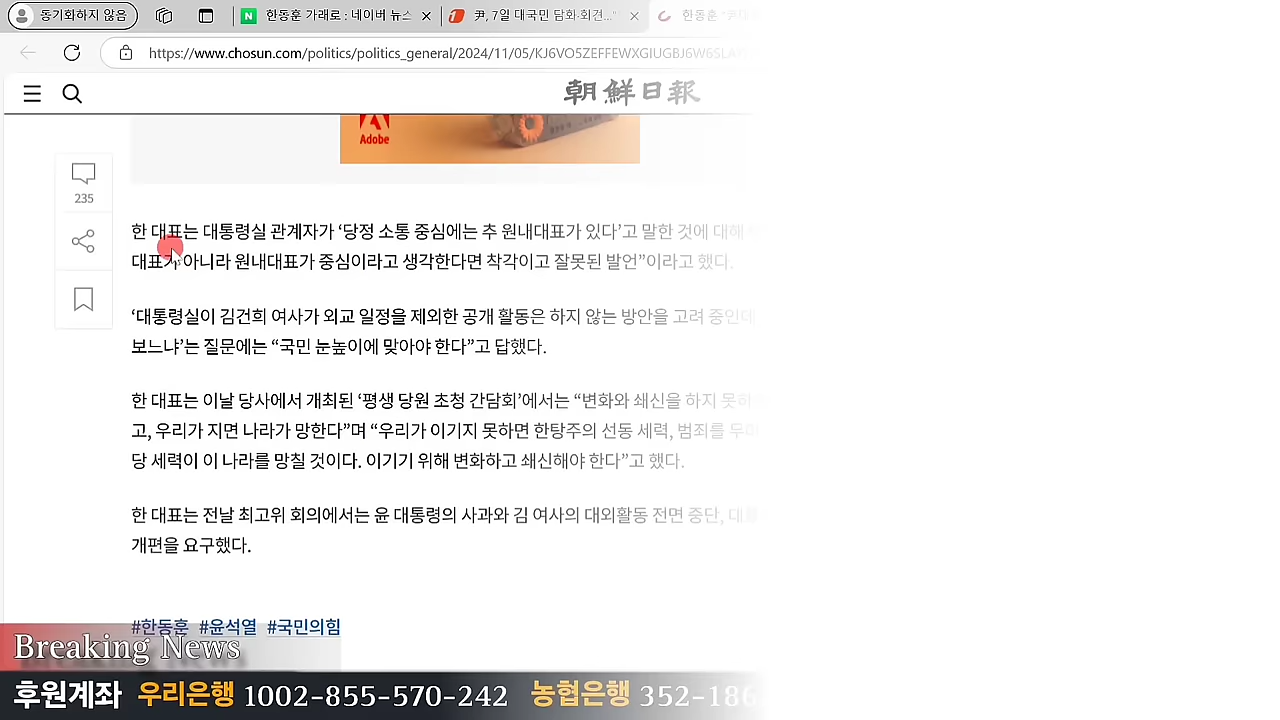 동기화하지 않음
한동훈 가래로 : 네이버 뉴스
尹, 7일 대국민 담화·회견..."
한동훈 "尹대
https://www.chosun.com/politics/politics_general/2024/11/05/KJ6VO5ZEFFEWXGIUGBJ6W6SLA
朝鮮日報
Adobe
235
한 대표는 대통령실 관계자가 ‘당정 소통 중심에는 추 원내대표가 있다’고 말한 것에 대해
대표가 아니라 원내대표가 중심이라고 생각한다면 착각이고 잘못된 발언”이라고 했다.
‘대통령실이 김건희 여사가 외교 일정을 제외한 공개 활동은 하지 않는 방안을 고려 중인데
보느냐’는 질문에는 “국민 눈높이에 맞아야 한다”고 답했다.
한 대표는 이날 당사에서 개최된 ‘평생 당원 초청 간담회’에서는 “변화와 쇄신을 하지 못하
고, 우리가 지면 나라가 망한다”며 “우리가 이기지 못하면 한탕주의 선동 세력, 범죄를 무마
당 세력이 이 나라를 망칠 것이다. 이기기 위해 변화하고 쇄신해야 한다”고 했다.
한 대표는 전날 최고위 회의에서는 윤 대통령의 사과와 김 여사의 대외활동 전면 중단, 대통
개편을 요구했다.
#한동훈 #윤석열 #국민의힘
Breaking News
후원계좌 우리은행 1002-855-570-242 농협은행 352-186